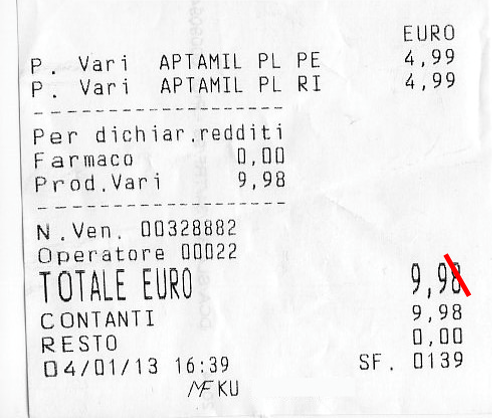 EURO
P. Vari APTAMIL PL PE 4,99
P. Vari APTAMIL PL RI 4,99
--------------------
Per dichiar.redditi
Farmaco 0,00
Prod.Vari 9,98
--------------------
N.Ven. 00328882
Operatore 00022
TOTALE EURO 9,98
CONTANTI 9,98
RESTO 0,00
04/01/13 16:39 SF. 0139
MF KU